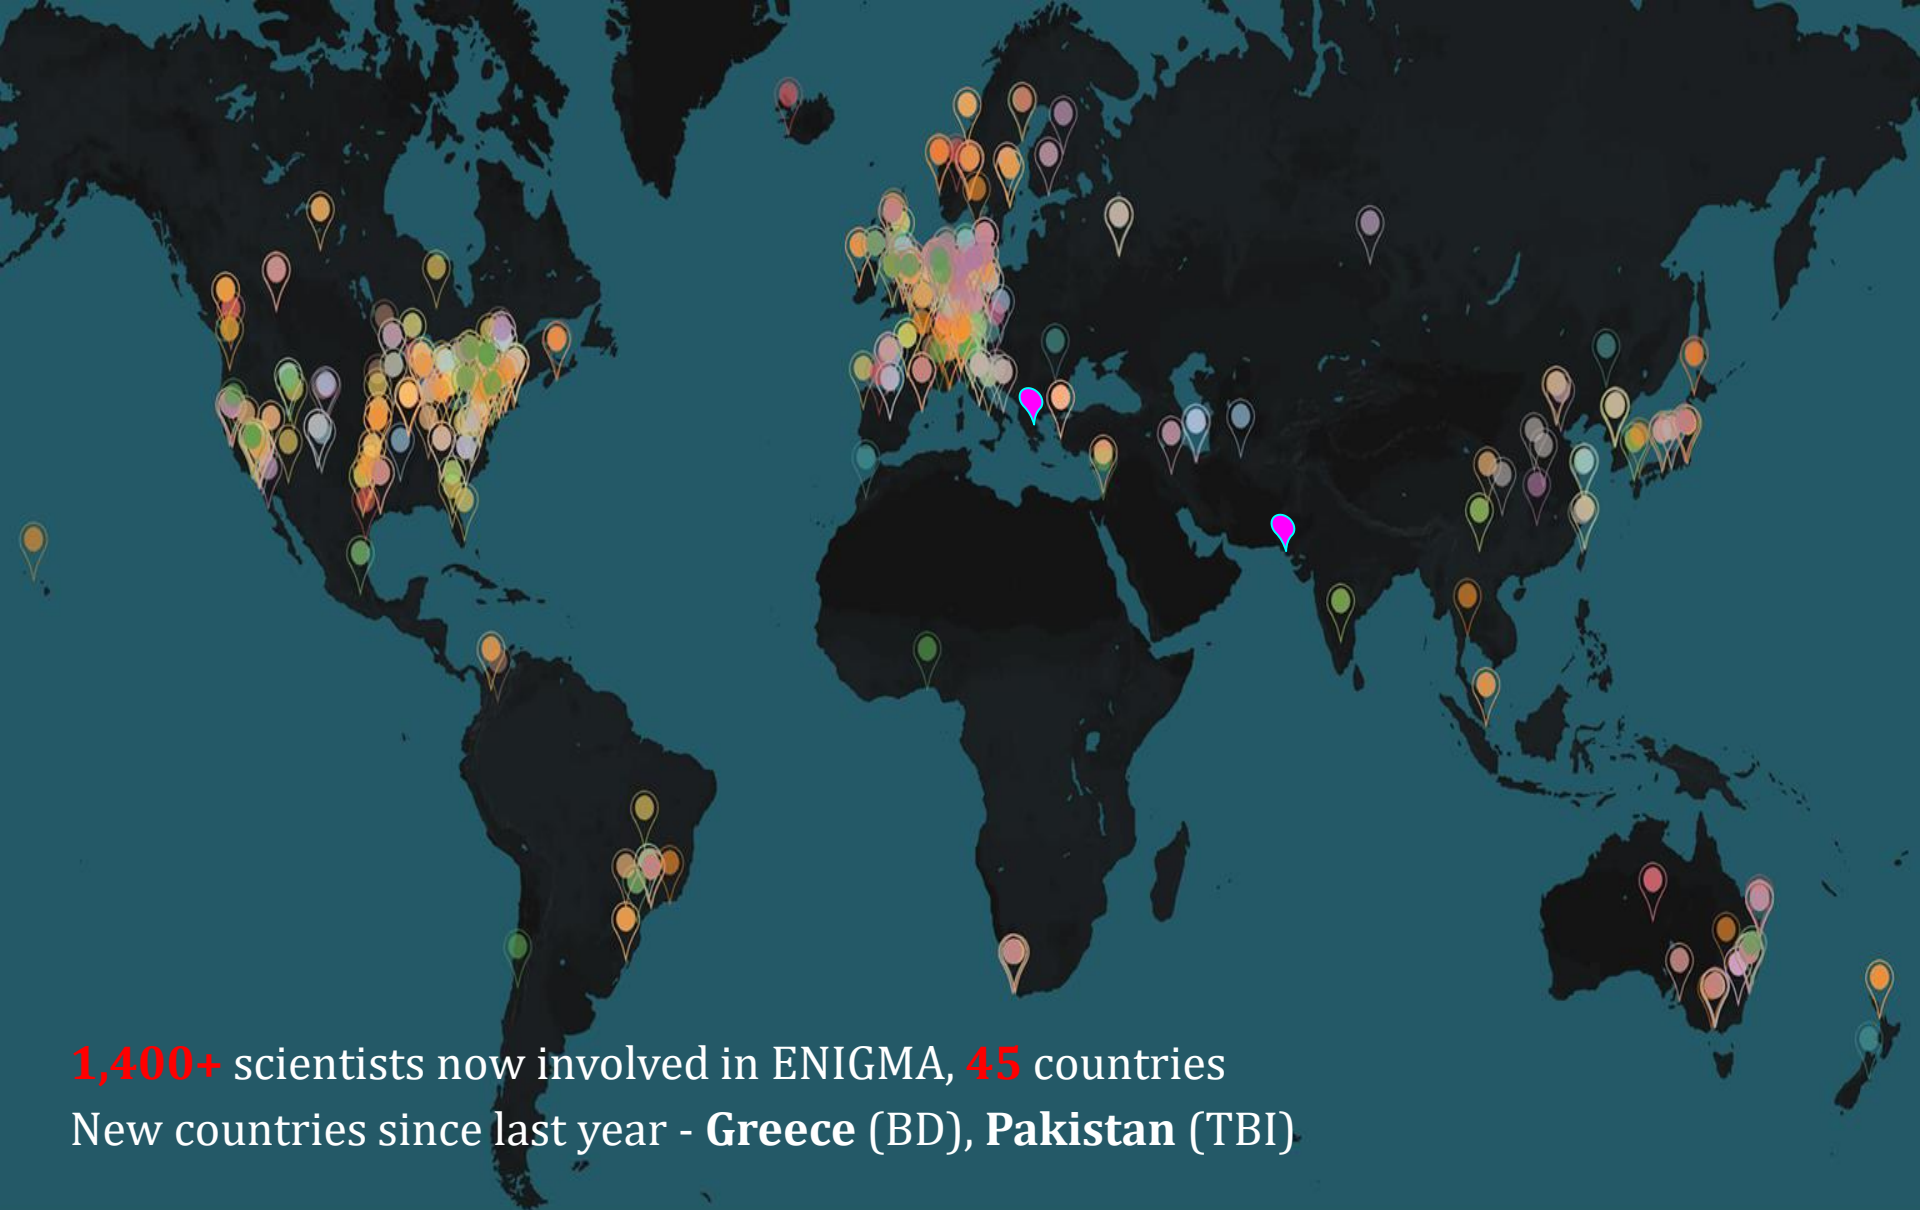 1,400+ scientists now involved in ENIGMA, 45 countries
New countries since last year - Greece (BD), Pakistan (TBI)